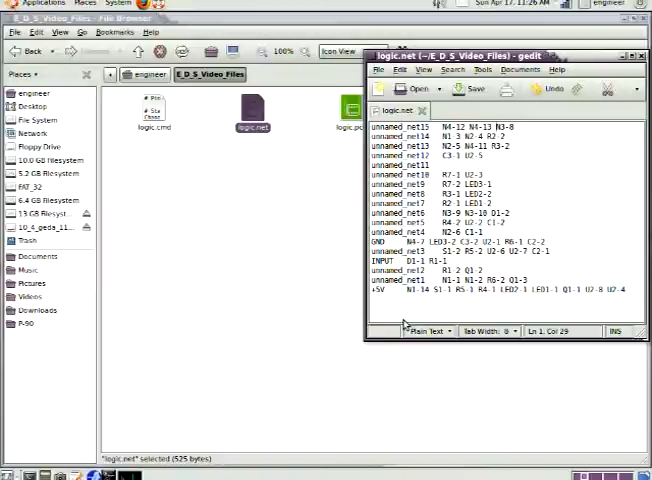 Applications Places System
Sun Apr 17, 11:26 AM engineer
E_D_S_Video_Files - File Browser
File Edit View Go Bookmarks Help
Back 100% Icon View
Places engineer E_D_S_Video_Files
engineer
Desktop
File System
Network
Floppy Drive
10.0 GB Filesystem
5.2 GB Filesystem
FAT_32
6.4 GB Filesystem
13 GB Filesyst...
10_4_geda_11...
Trash
Documents
Music
Pictures
Videos
Downloads
P-90
logic.cmd
logic.net
logic.pc
"logic.net" selected (525 bytes)
logic.net (~/E_D_S_Video_Files) - gedit
File Edit View Search Tools Documents Help
Open Save Undo
logic.net
unnamed_net15 N4-12 N4-13 N3-8
unnamed_net14 N1-3 N2-4 R2-2
unnamed_net13 N2-5 N4-11 R3-2
unnamed_net12 C3-1 U2-5
unnamed_net11
unnamed_net10 R7-1 U2-3
unnamed_net9 R7-2 LED3-1
unnamed_net8 R3-1 LED2-2
unnamed_net7 R2-1 LED1-2
unnamed_net6 N3-9 N3-10 D1-2
unnamed_net5 R4-2 U2-2 C1-2
unnamed_net4 N2-6 C1-1
GND N4-7 LED3-2 C3-2 U2-1 R6-1 C2-2
unnamed_net3 S1-2 R5-2 U2-6 U2-7 C2-1
INPUT D1-1 R1-1
unnamed_net2 R1-2 Q1-2
unnamed_net1 N1-1 N1-2 R6-2 Q1-3
+5V N1-14 S1-1 R5-1 R4-1 LED2-1 LED1-1 Q1-1 U2-8 U2-4
Plain Text Tab Width: 8 Ln 1, Col 29 INS